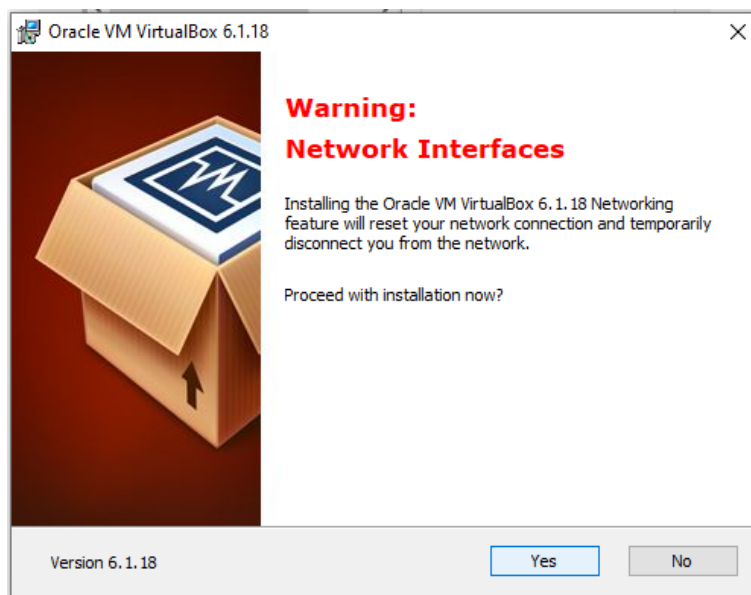 Oracle VM VirtualBox 6.1.18
Warning:
Network Interfaces
Installing the Oracle VM VirtualBox 6.1.18 Networking
feature will reset your network connection and temporarily
disconnect you from the network.
Proceed with installation now?
Version 6.1.18
Yes
No